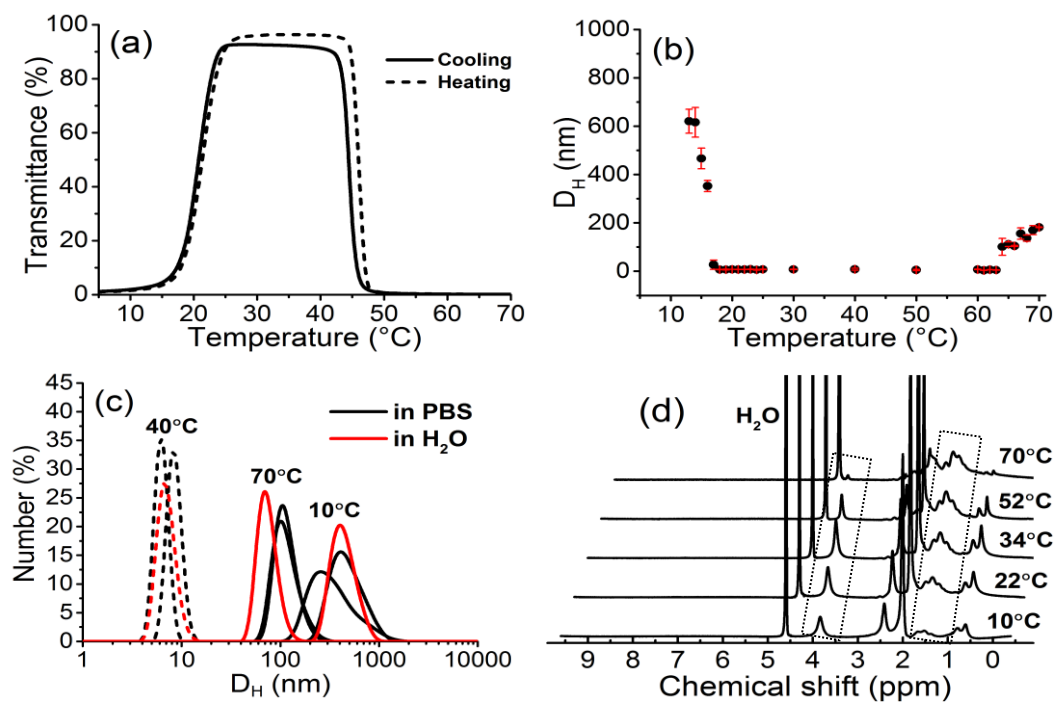 (a)
Cooling
Heating
Transmittance (%)
100
80
60
40
20
0
10 20 30 40 50 60 70
Temperature (°C)
(b)
D_H (nm)
1000
800
600
400
200
0
10 20 30 40 50 60 70
Temperature (°C)
(c)
in PBS
in H₂O
40°C
70°C
10°C
Number (%)
45
40
35
30
25
20
15
10
5
0
1 10 100 1000 10000
D_H (nm)
(d)
H₂O
70°C
52°C
34°C
22°C
10°C
9 8 7 6 5 4 3 2 1 0
Chemical shift (ppm)